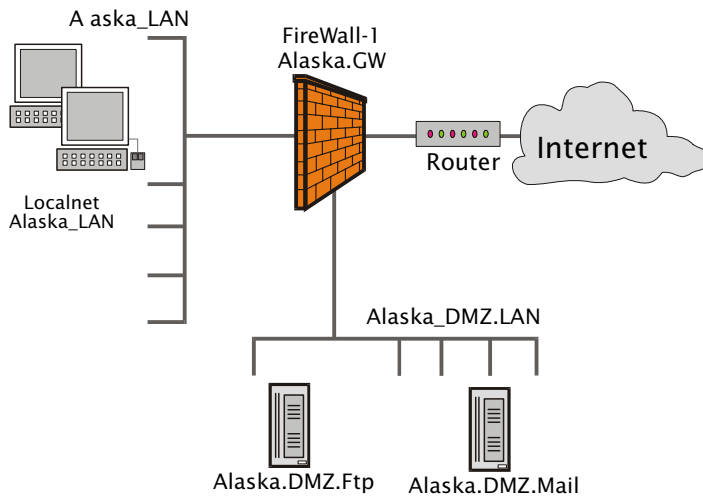 A aska_LAN
FireWall-1
Alaska.GW
Router
Internet
Localnet
Alaska_LAN
Alaska_DMZ.LAN
Alaska.DMZ.Ftp
Alaska.DMZ.Mail